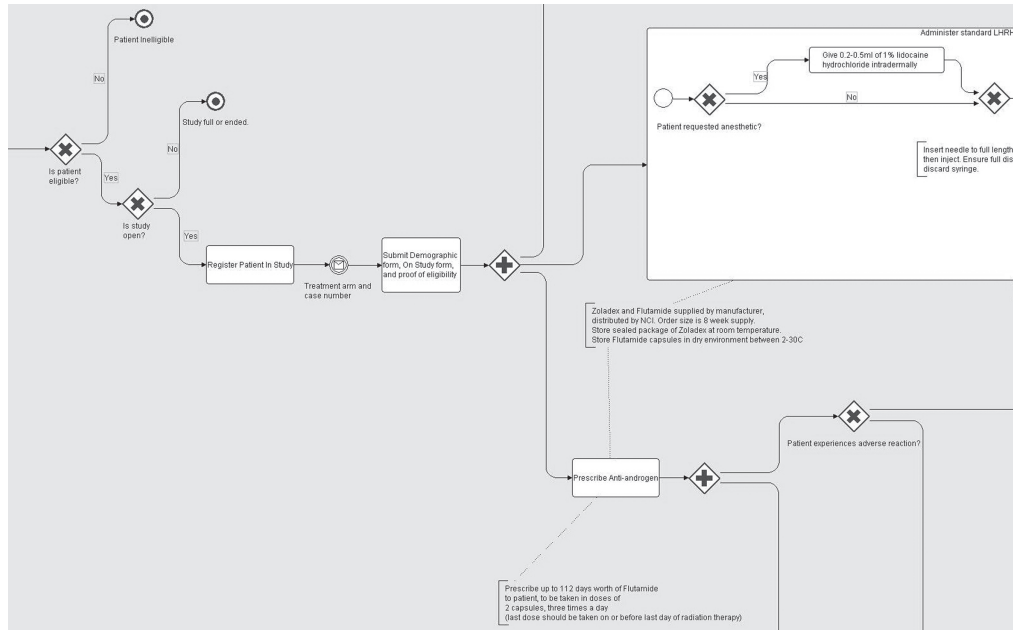 Patient Inelligible
No
Is patient
eligible?
Yes
Study full or ended.
No
Is study
open?
Yes
Register Patient In Study
Treatment arm and
case number
Submit Demographic
form, On Study form,
and proof of eligibility
Administer standard LHRH
Patient requested anesthetic?
Yes
Give 0.2-0.5ml of 1% lidocaine
hydrochloride intradermally
No
Insert needle to full length
then inject. Ensure full dis
discard syringe.
Zoladex and Flutamide supplied by manufacturer,
distributed by NCI. Order size is 8 week supply.
Store sealed package of Zoladex at room temperature.
Store Flutamide capsules in dry environment between 2-30C
Patient experiences adverse reaction?
Prescribe Anti-androgen
Prescribe up to 112 days worth of Flutamide
to patient, to be taken in doses of
2 capsules, three times a day
(last dose should be taken on or before last day of radiation therapy)